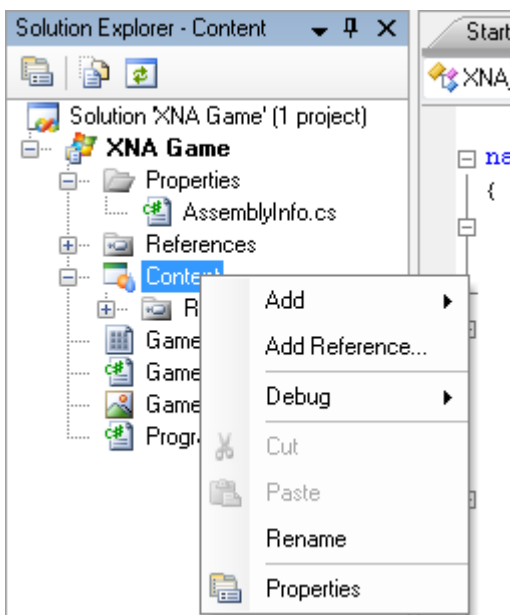 Solution Explorer - Content
Start
XNA_
Solution 'XNA Game' (1 project)
XNA Game
na
Properties
{
AssemblyInfo.cs
References
Content
R
Game
Game
Game
Progr
Add
Add Reference...
Debug
Cut
Paste
Rename
Properties